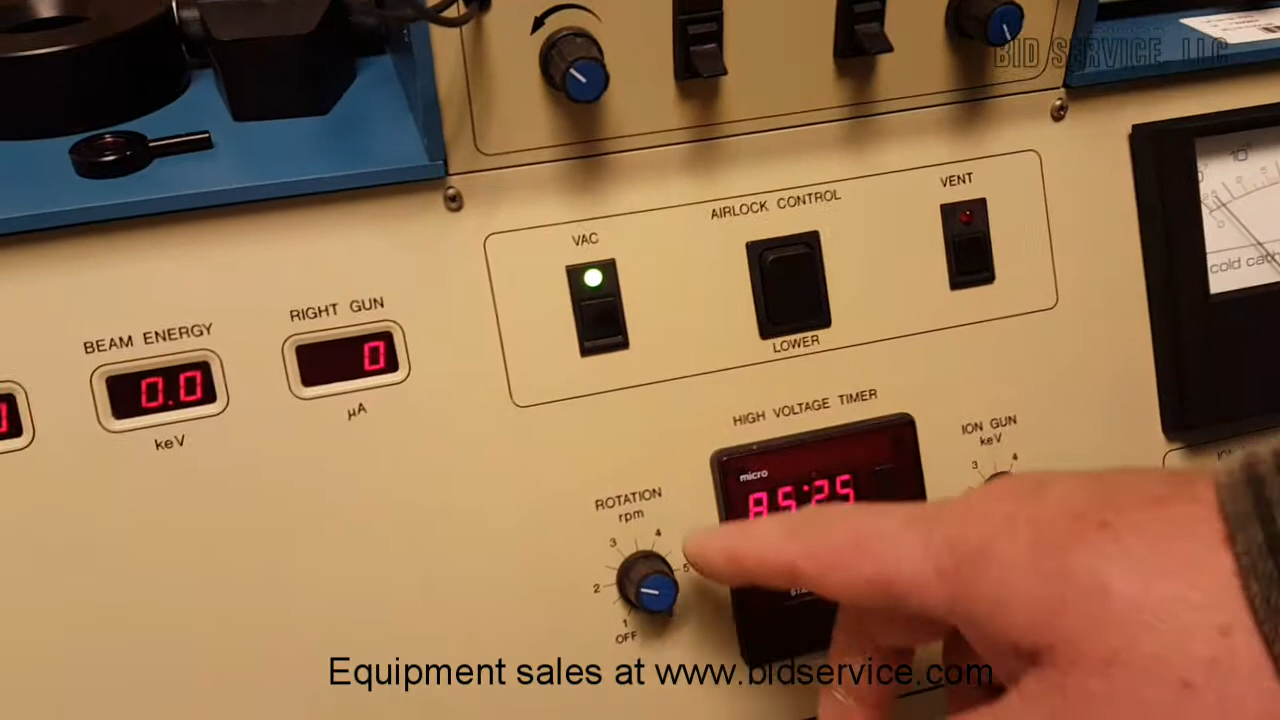 BID SERVICE, LLC
10
cold cath
VENT
AIRLOCK CONTROL
VAC
LOWER
BEAM ENERGY
0.0
keV
RIGHT GUN
0
µA
HIGH VOLTAGE TIMER
micro
85:25
ION GUN
keV
3 4
ROTATION
rpm
OFF 1 2 3 4 5
Equipment sales at www.bidservice.com